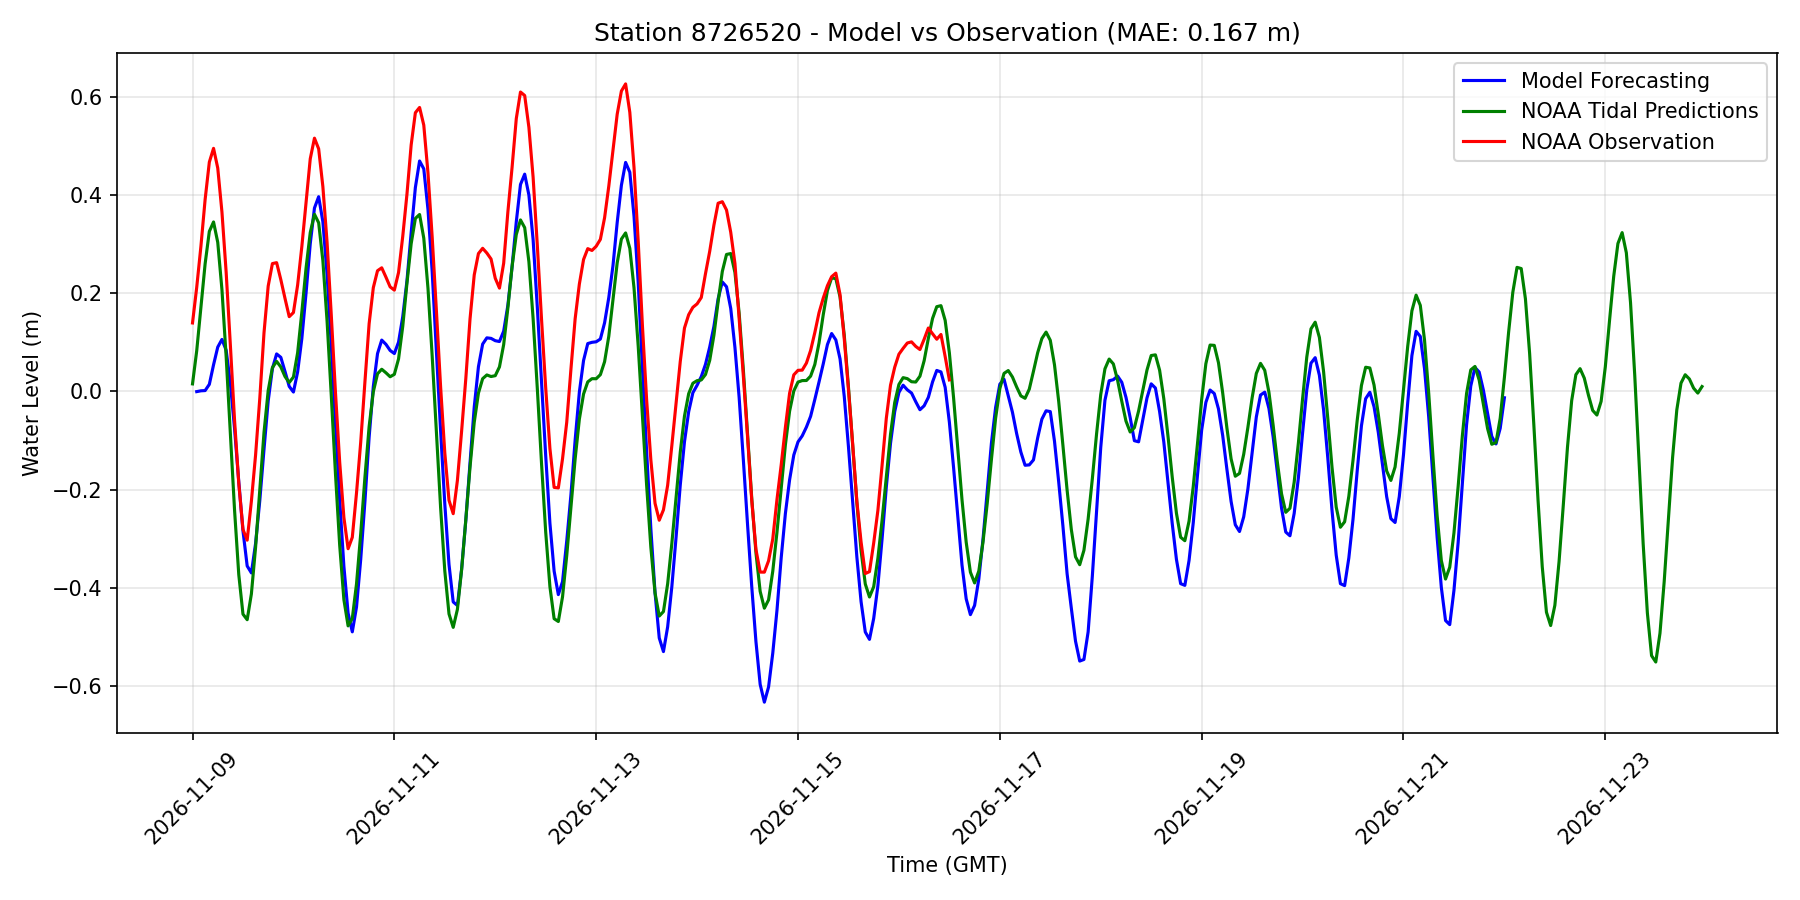 Station 8726520 - Model vs Observation (MAE: 0.167 m)
Model Forecasting
NOAA Tidal Predictions
NOAA Observation
Water Level (m)
0.6
0.4
0.2
0.0
−0.2
−0.4
−0.6
2026-11-09
2026-11-11
2026-11-13
2026-11-15
2026-11-17
2026-11-19
2026-11-21
2026-11-23
Time (GMT)